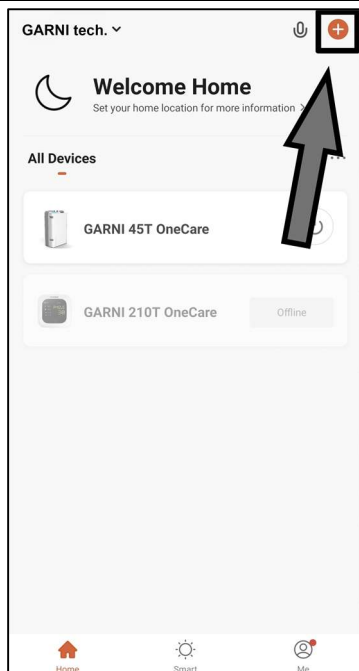 GARNI tech.
Welcome Home
Set your home location for more information >
All Devices
GARNI 45T OneCare
GARNI 210T OneCare
Offline
Home
Smart
Me